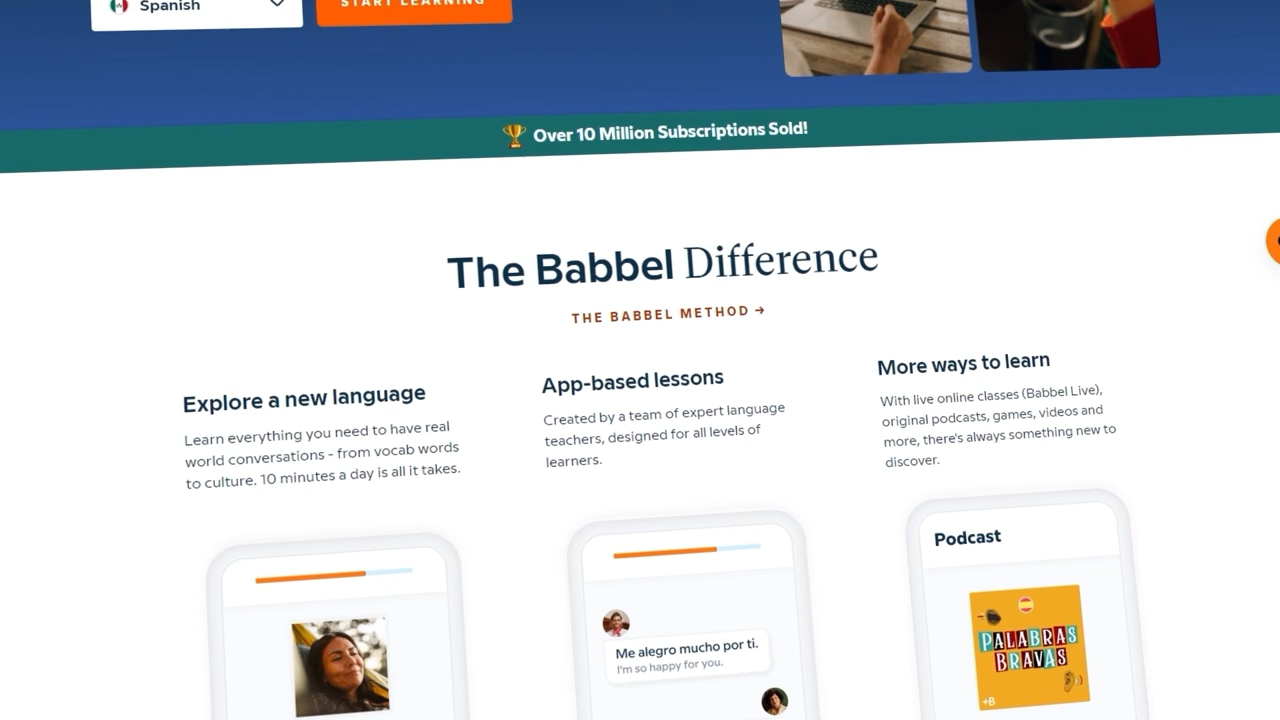 Spanish
START LEARNING
🏆 Over 10 Million Subscriptions Sold!
The Babbel Difference
THE BABBEL METHOD →
Explore a new language
Learn everything you need to have real
world conversations - from vocab words
to culture. 10 minutes a day is all it takes.
App-based lessons
Created by a team of expert language
teachers, designed for all levels of
learners.
More ways to learn
With live online classes (Babbel Live),
original podcasts, games, videos and
more, there's always something new to
discover.
Me alegro mucho por ti.
I'm so happy for you.
Podcast
PALABRAS
BRAVAS
+B